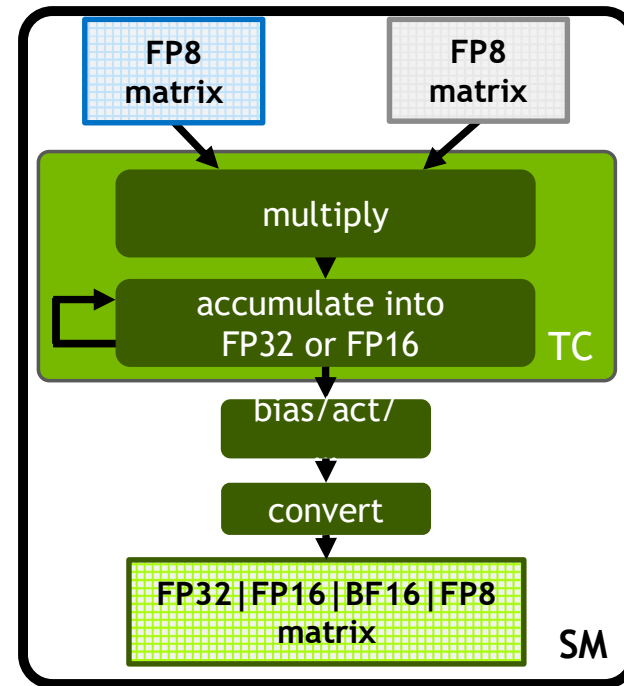 FP8
matrix
FP8
matrix
multiply
accumulate into
FP32 or FP16
TC
bias/act/
convert
FP32|FP16|BF16|FP8
matrix
SM